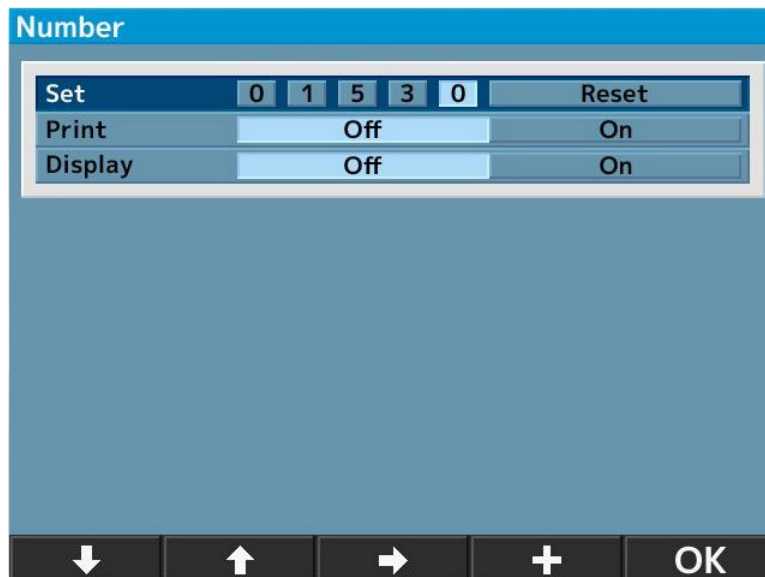 Number
Set 0 1 5 3 0 Reset
Print Off On
Display Off On
OK